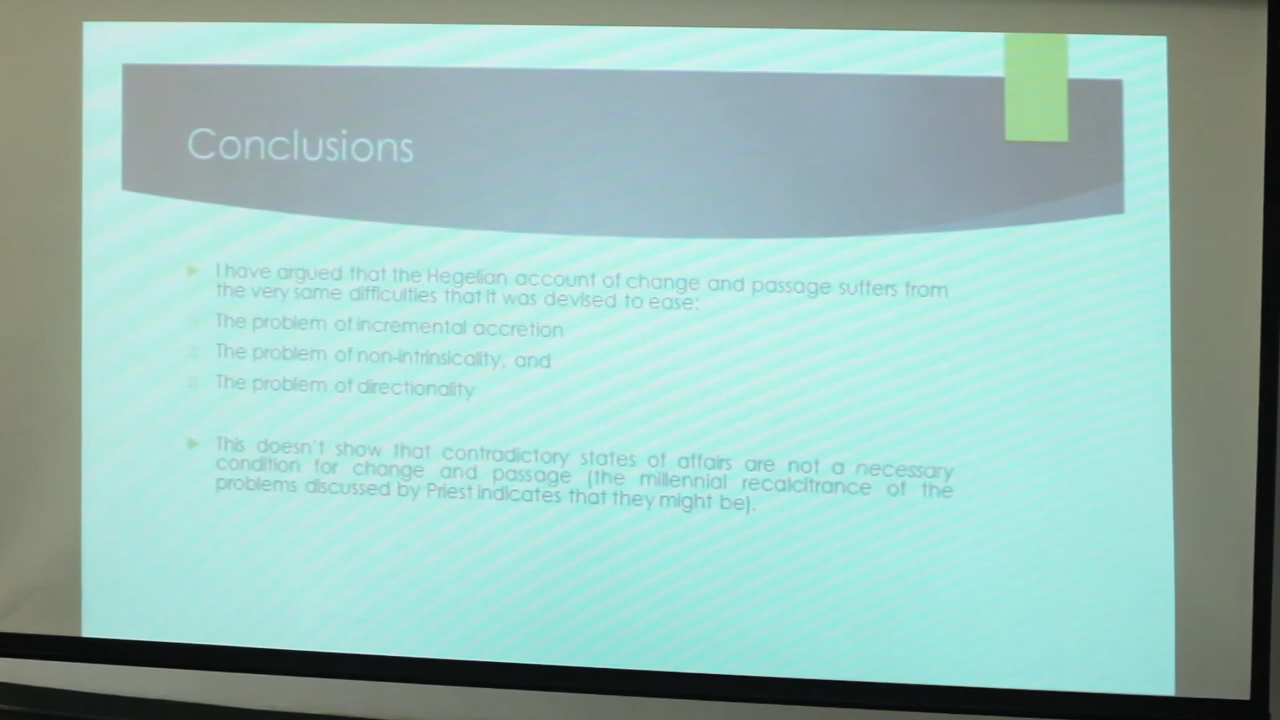 Conclusions
I have argued that the Hegelian account of change and passage suffers from
the very same difficulties that it was devised to ease:
The problem of incremental accretion
The problem of non-intrinsicality, and
The problem of directionality
This doesn't show that contradictory states of affairs are not a necessary
condition for change and passage (the millennial recalcitrance of the
problems discussed by Priest indicates that they might be).